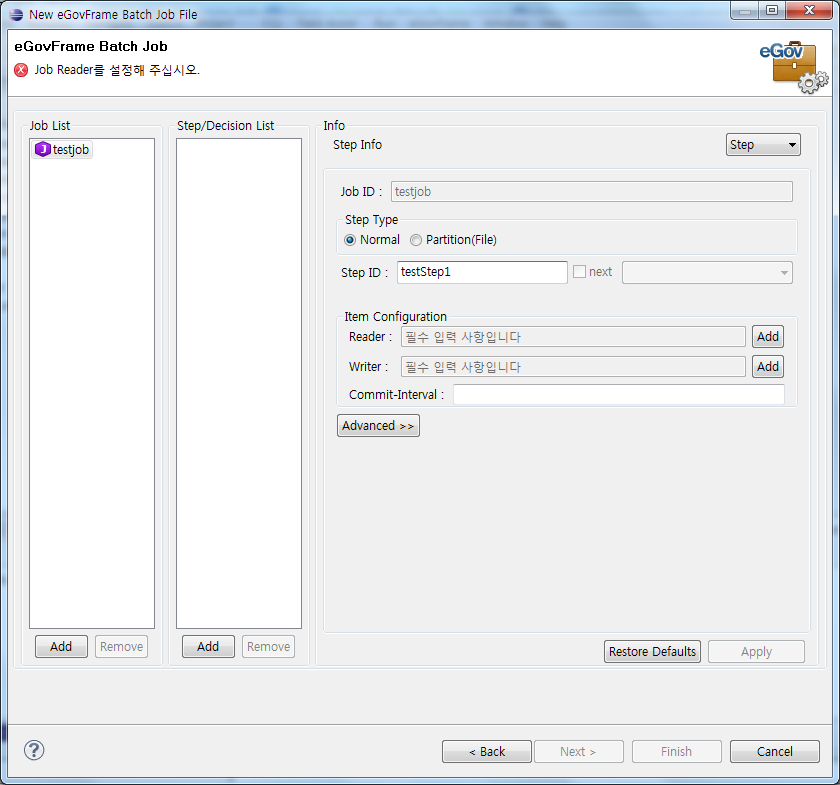 New eGovFrame Batch Job File
eGovFrame Batch Job
Job Reader를 설정해 주십시오.
eGov
Job List
testjob
Add Remove
Step/Decision List
Add Remove
Info
Step Info Step
Job ID : testjob
Step Type
Normal Partition(File)
Step ID : testStep1 next
Item Configuration
Reader : 필수 입력 사항입니다 Add
Writer : 필수 입력 사항입니다 Add
Commit-Interval :
Advanced >>
Restore Defaults Apply
? < Back Next > Finish Cancel